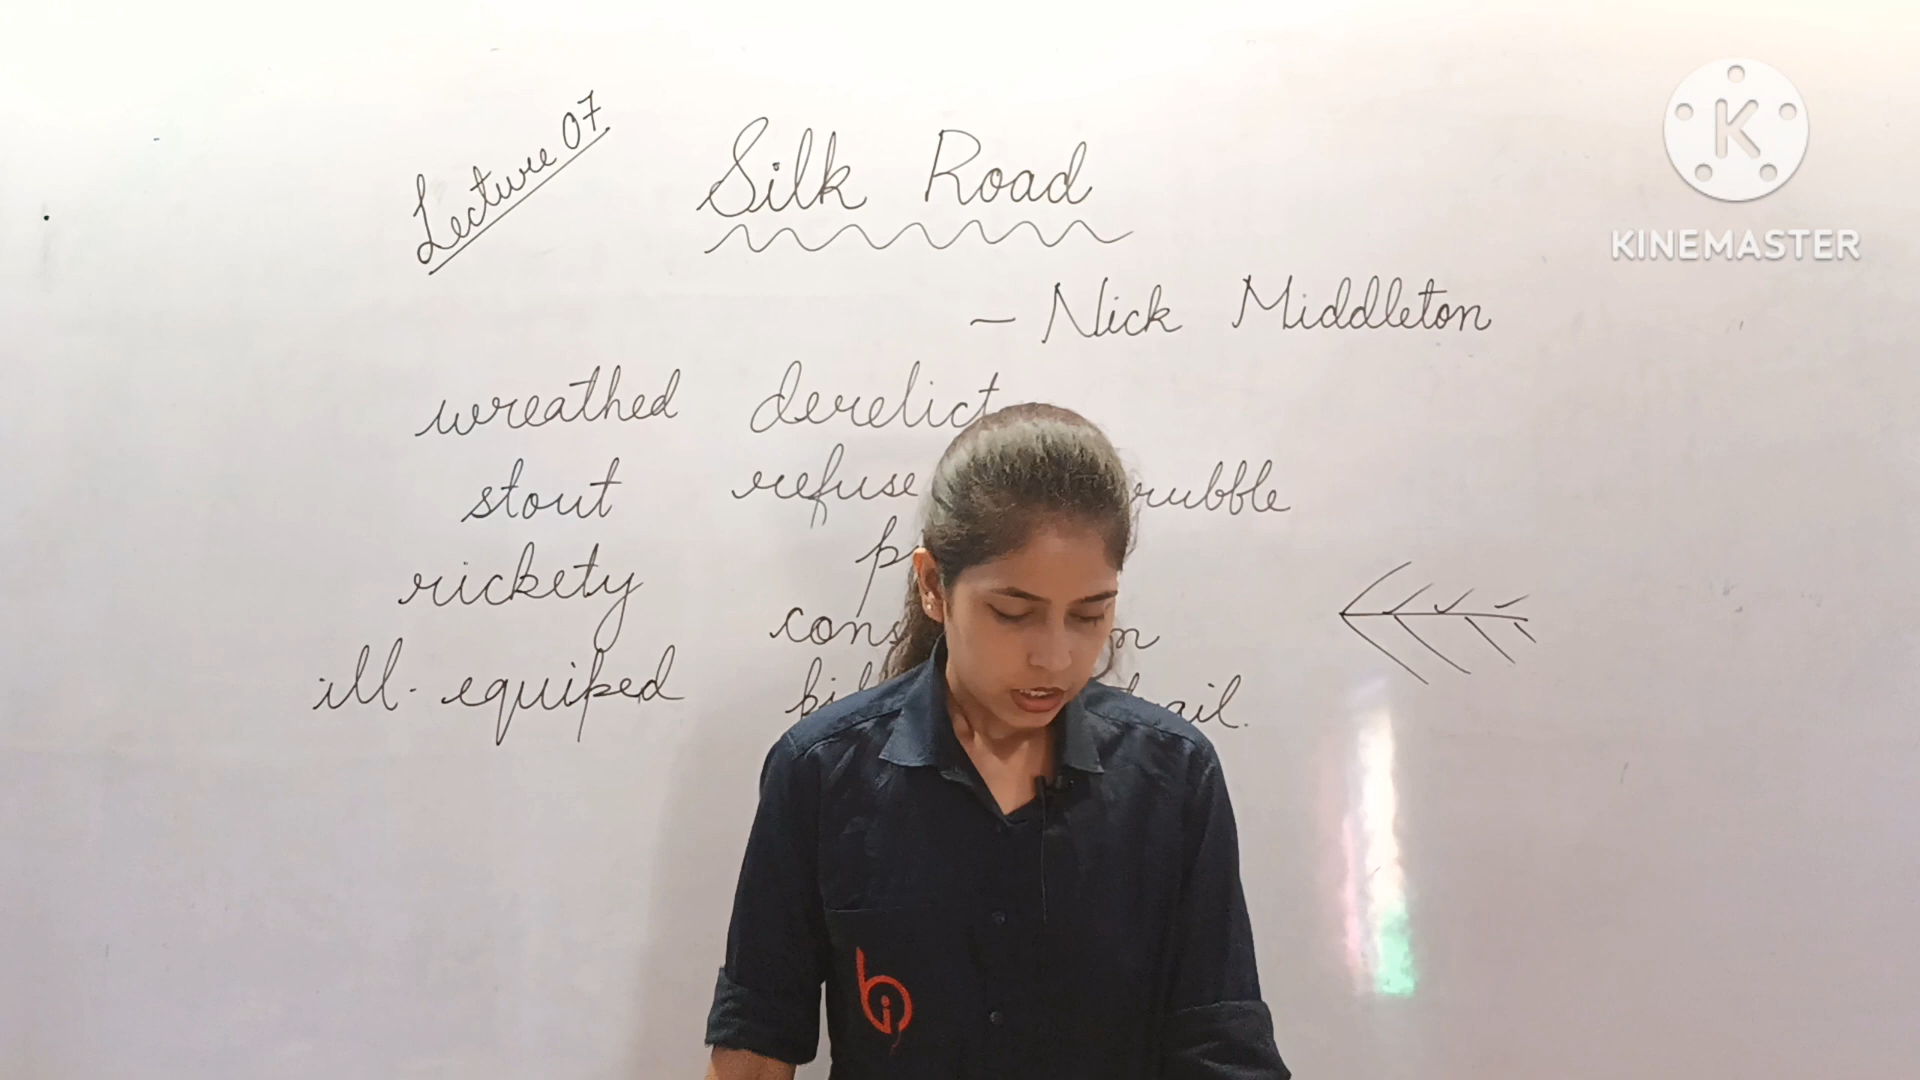 Lecture 07
Silk Road
- Nick Middleton
KINEMASTER
wreathed derelict
stout refuse rubble
rickety
ill-equiped